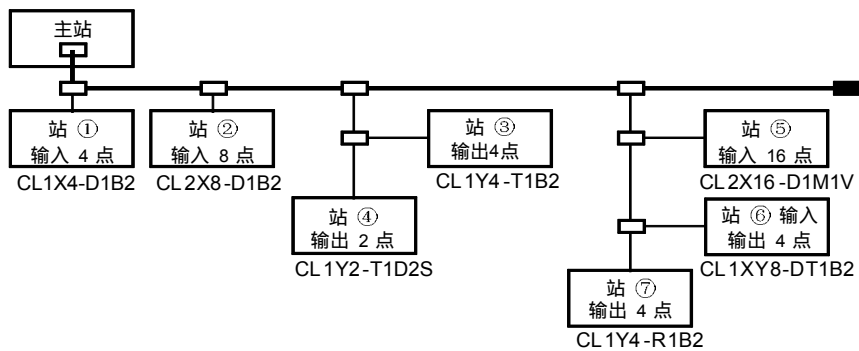 主站
站 ①
输入 4 点
CL1X4-D1B2
站 ②
输入 8 点
CL2X8-D1B2
站 ③
输出4点
CL1Y4-T1B2
站 ④
输出 2 点
CL1Y2-T1D2S
站 ⑤
输入 16 点
CL2X16-D1M1V
站 ⑥ 输入
输出 4 点
CL1XY8-DT1B2
站 ⑦
输出 4 点
CL1Y4-R1B2